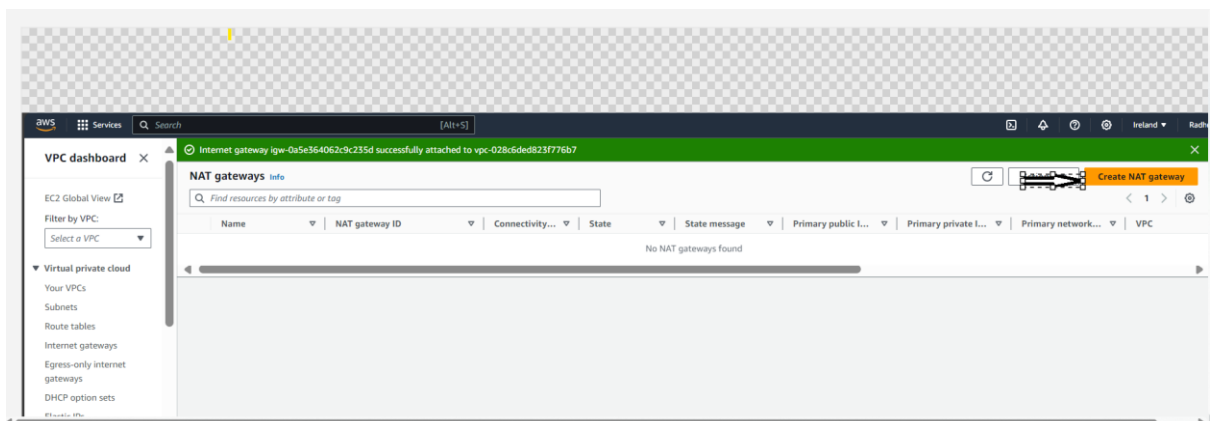 aws Services Search [Alt+S] Ireland
VPC dashboard
Internet gateway igw-0a5e364062c9c235d successfully attached to vpc-028c6ded823f776b7
NAT gateways Info
Create NAT gateway
EC2 Global View
Find resources by attribute or tag
1
Filter by VPC:
Name NAT gateway ID Connectivity... State State message Primary public I... Primary private I... Primary network... VPC
Select a VPC
No NAT gateways found
Virtual private cloud
Your VPCs
Subnets
Route tables
Internet gateways
Egress-only internet
gateways
DHCP option sets